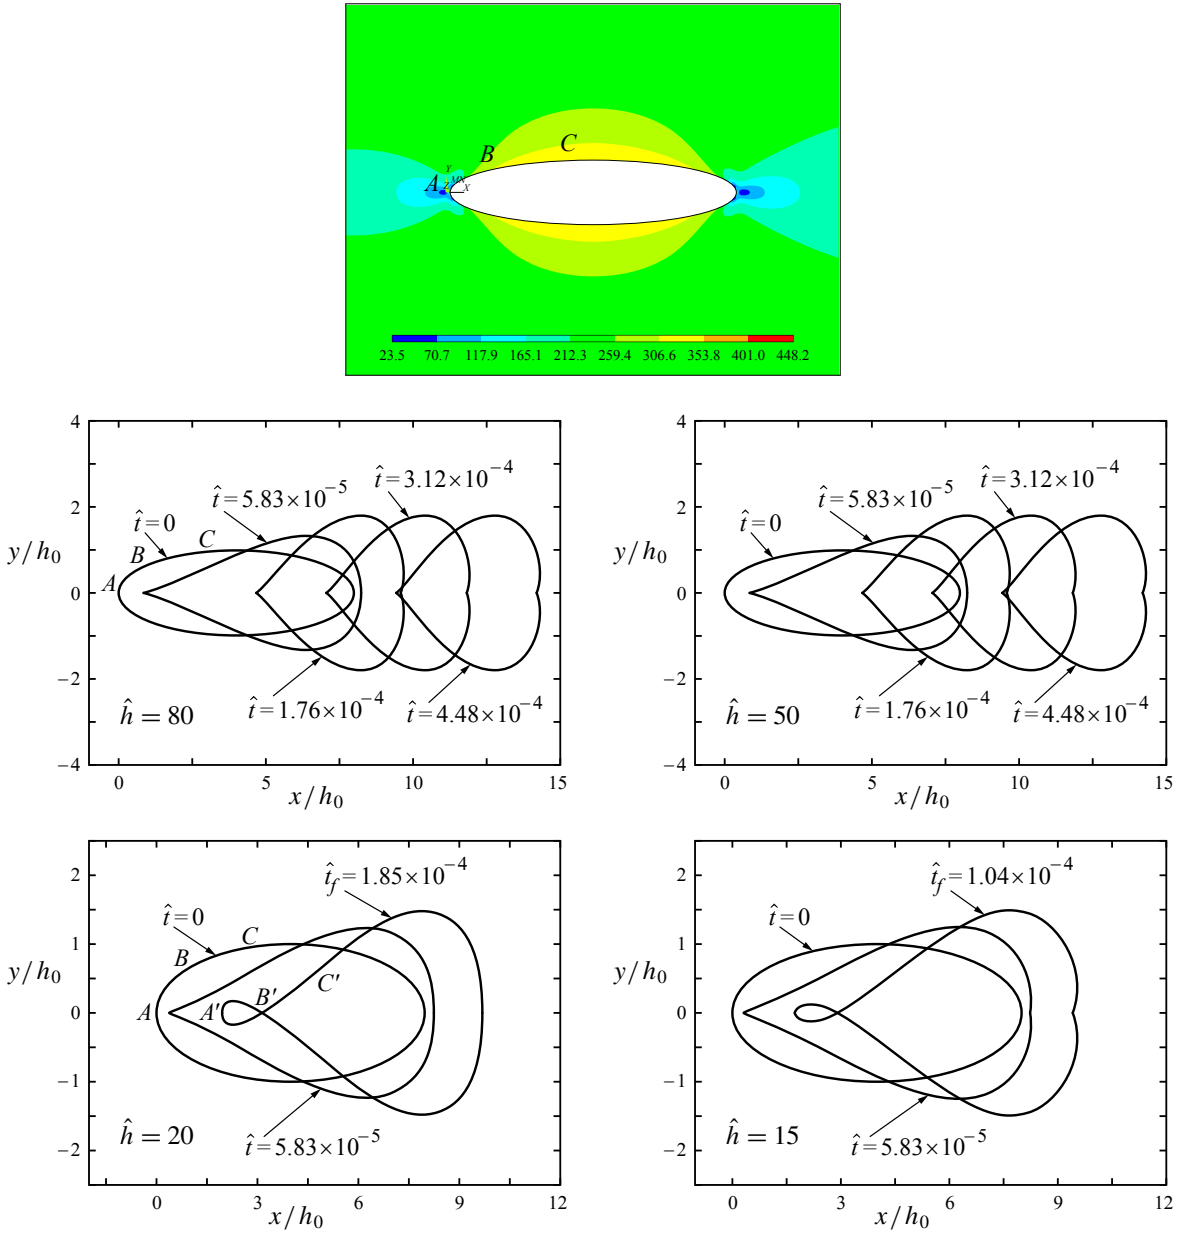 B
C
Y
A
Z
MN
X
23.5 70.7 117.9 165.1 212.3 259.4 306.6 353.8 401.0 448.2
4
2
0
−2
−4
y/h₀
t̂=0
t̂=5.83×10⁻⁵
t̂=3.12×10⁻⁴
A
B
C
ĥ = 80
t̂=1.76×10⁻⁴
t̂=4.48×10⁻⁴
0 5 10 15
x/h₀
4
2
0
−2
−4
y/h₀
t̂=0
t̂=5.83×10⁻⁵
t̂=3.12×10⁻⁴
ĥ = 50
t̂=1.76×10⁻⁴
t̂=4.48×10⁻⁴
0 5 10 15
x/h₀
2
1
0
−1
−2
y/h₀
t̂=0
t̂_f=1.85×10⁻⁴
A
B
C
A′
B′
C′
ĥ = 20
t̂=5.83×10⁻⁵
0 3 6 9 12
x/h₀
2
1
0
−1
−2
y/h₀
t̂=0
t̂_f=1.04×10⁻⁴
ĥ = 15
t̂=5.83×10⁻⁵
0 3 6 9 12
x/h₀